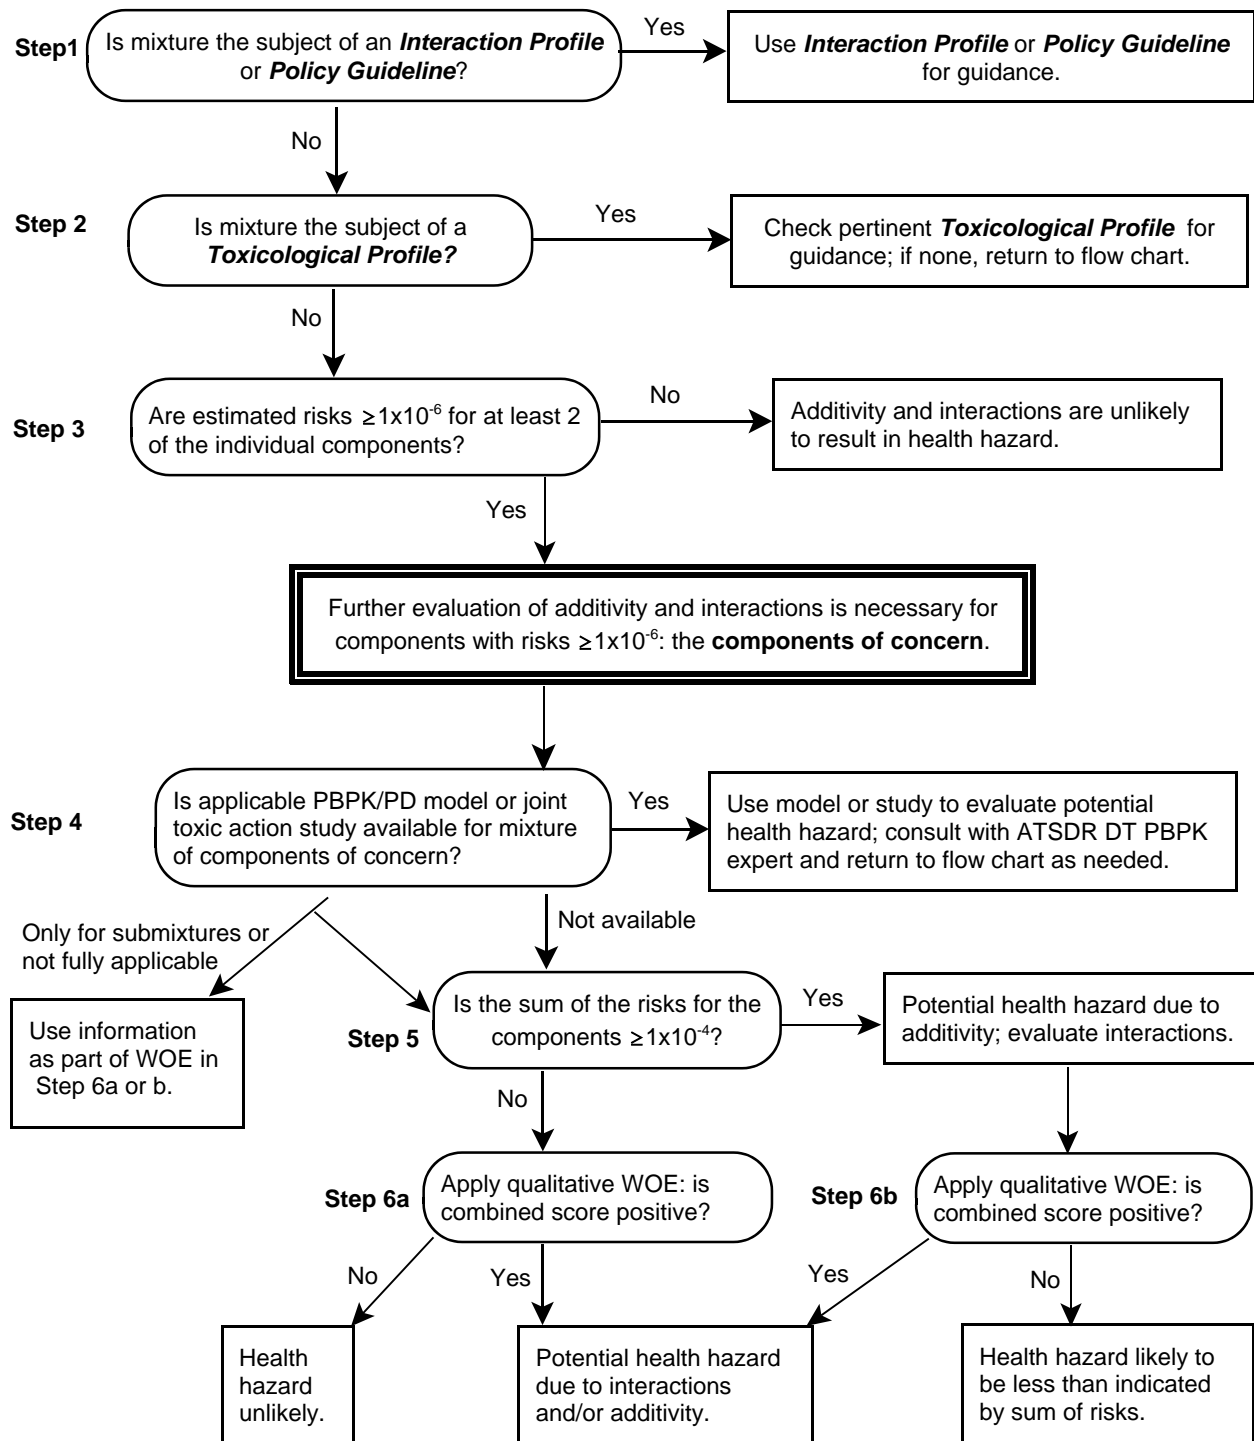 Step1
Is mixture the subject of an Interaction Profile
or Policy Guideline?
Yes
Use Interaction Profile or Policy Guideline
for guidance.
No
Step 2
Is mixture the subject of a
Toxicological Profile?
Yes
Check pertinent Toxicological Profile for
guidance; if none, return to flow chart.
No
Step 3
Are estimated risks ≥1x10⁻⁶ for at least 2
of the individual components?
No
Additivity and interactions are unlikely
to result in health hazard.
Yes
Further evaluation of additivity and interactions is necessary for
components with risks ≥1x10⁻⁶: the components of concern.
Step 4
Is applicable PBPK/PD model or joint
toxic action study available for mixture
of components of concern?
Yes
Use model or study to evaluate potential
health hazard; consult with ATSDR DT PBPK
expert and return to flow chart as needed.
Only for submixtures or
not fully applicable
Not available
Use information
as part of WOE in
Step 6a or b.
Step 5
Is the sum of the risks for the
components ≥1x10⁻⁴?
Yes
Potential health hazard due to
additivity; evaluate interactions.
No
Step 6a
Apply qualitative WOE: is
combined score positive?
Step 6b
Apply qualitative WOE: is
combined score positive?
No
Yes
Yes
No
Health
hazard
unlikely.
Potential health hazard
due to interactions
and/or additivity.
Health hazard likely to
be less than indicated
by sum of risks.